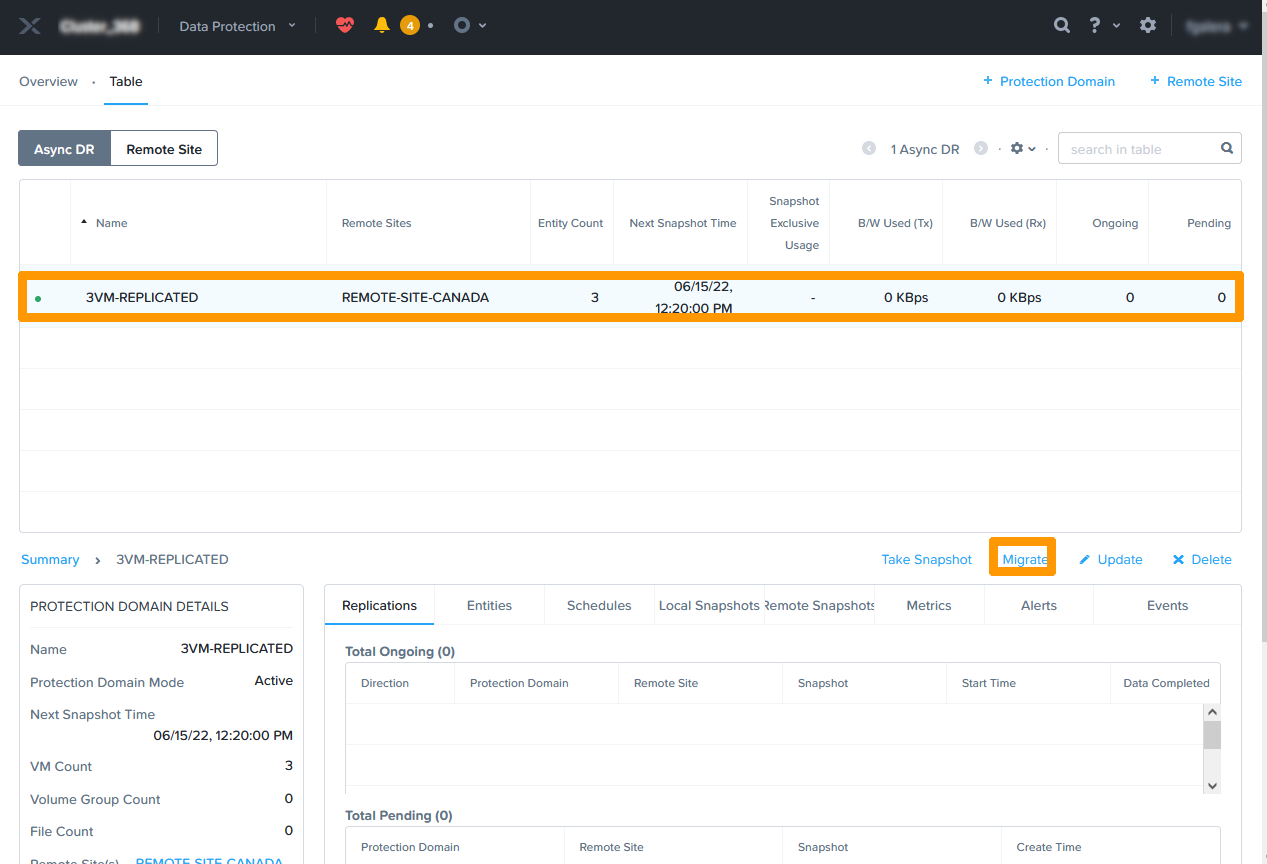 Data Protection
4
?
Overview · Table
+ Protection Domain
+ Remote Site
Async DR
Remote Site
1 Async DR
search in table
Name
Remote Sites
Entity Count
Next Snapshot Time
Snapshot Exclusive Usage
B/W Used (Tx)
B/W Used (Rx)
Ongoing
Pending
3VM-REPLICATED
REMOTE-SITE-CANADA
3
06/15/22, 12:20:00 PM
-
0 KBps
0 KBps
0
0
Summary > 3VM-REPLICATED
Take Snapshot
Migrate
Update
Delete
PROTECTION DOMAIN DETAILS
Name 3VM-REPLICATED
Protection Domain Mode Active
Next Snapshot Time
06/15/22, 12:20:00 PM
VM Count 3
Volume Group Count 0
File Count 0
Remote Site(s) REMOTE-SITE-CANADA
Replications
Entities
Schedules
Local Snapshots
Remote Snapshots
Metrics
Alerts
Events
Total Ongoing (0)
Direction
Protection Domain
Remote Site
Snapshot
Start Time
Data Completed
Total Pending (0)
Protection Domain
Remote Site
Snapshot
Create Time